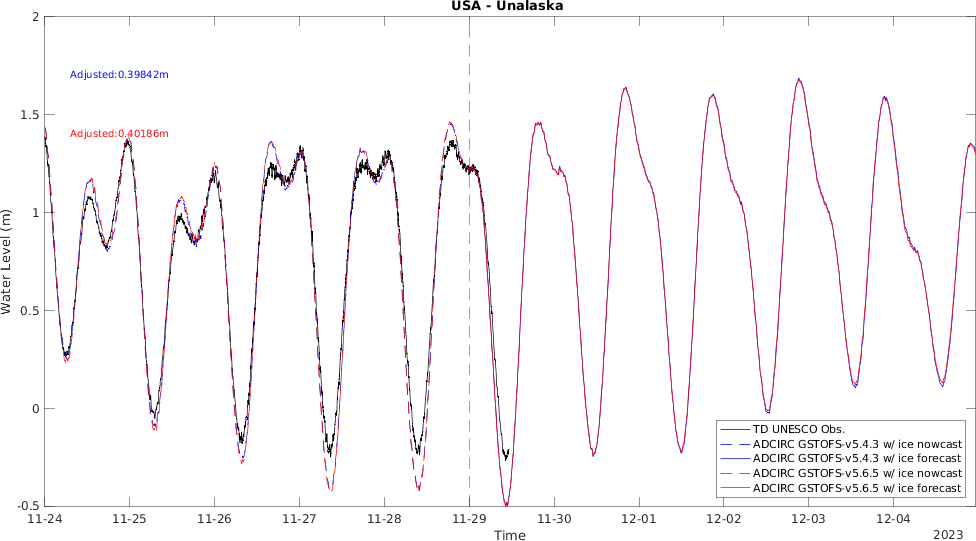 USA - Unalaska
2
1.5
1
0.5
0
-0.5
Water Level (m)
Adjusted:0.39842m
Adjusted:0.40186m
TD UNESCO Obs.
ADCIRC GSTOFS-v5.4.3 w/ ice nowcast
ADCIRC GSTOFS-v5.4.3 w/ ice forecast
ADCIRC GSTOFS-v5.6.5 w/ ice nowcast
ADCIRC GSTOFS-v5.6.5 w/ ice forecast
11-24 11-25 11-26 11-27 11-28 11-29 11-30 12-01 12-02 12-03 12-04
Time
2023